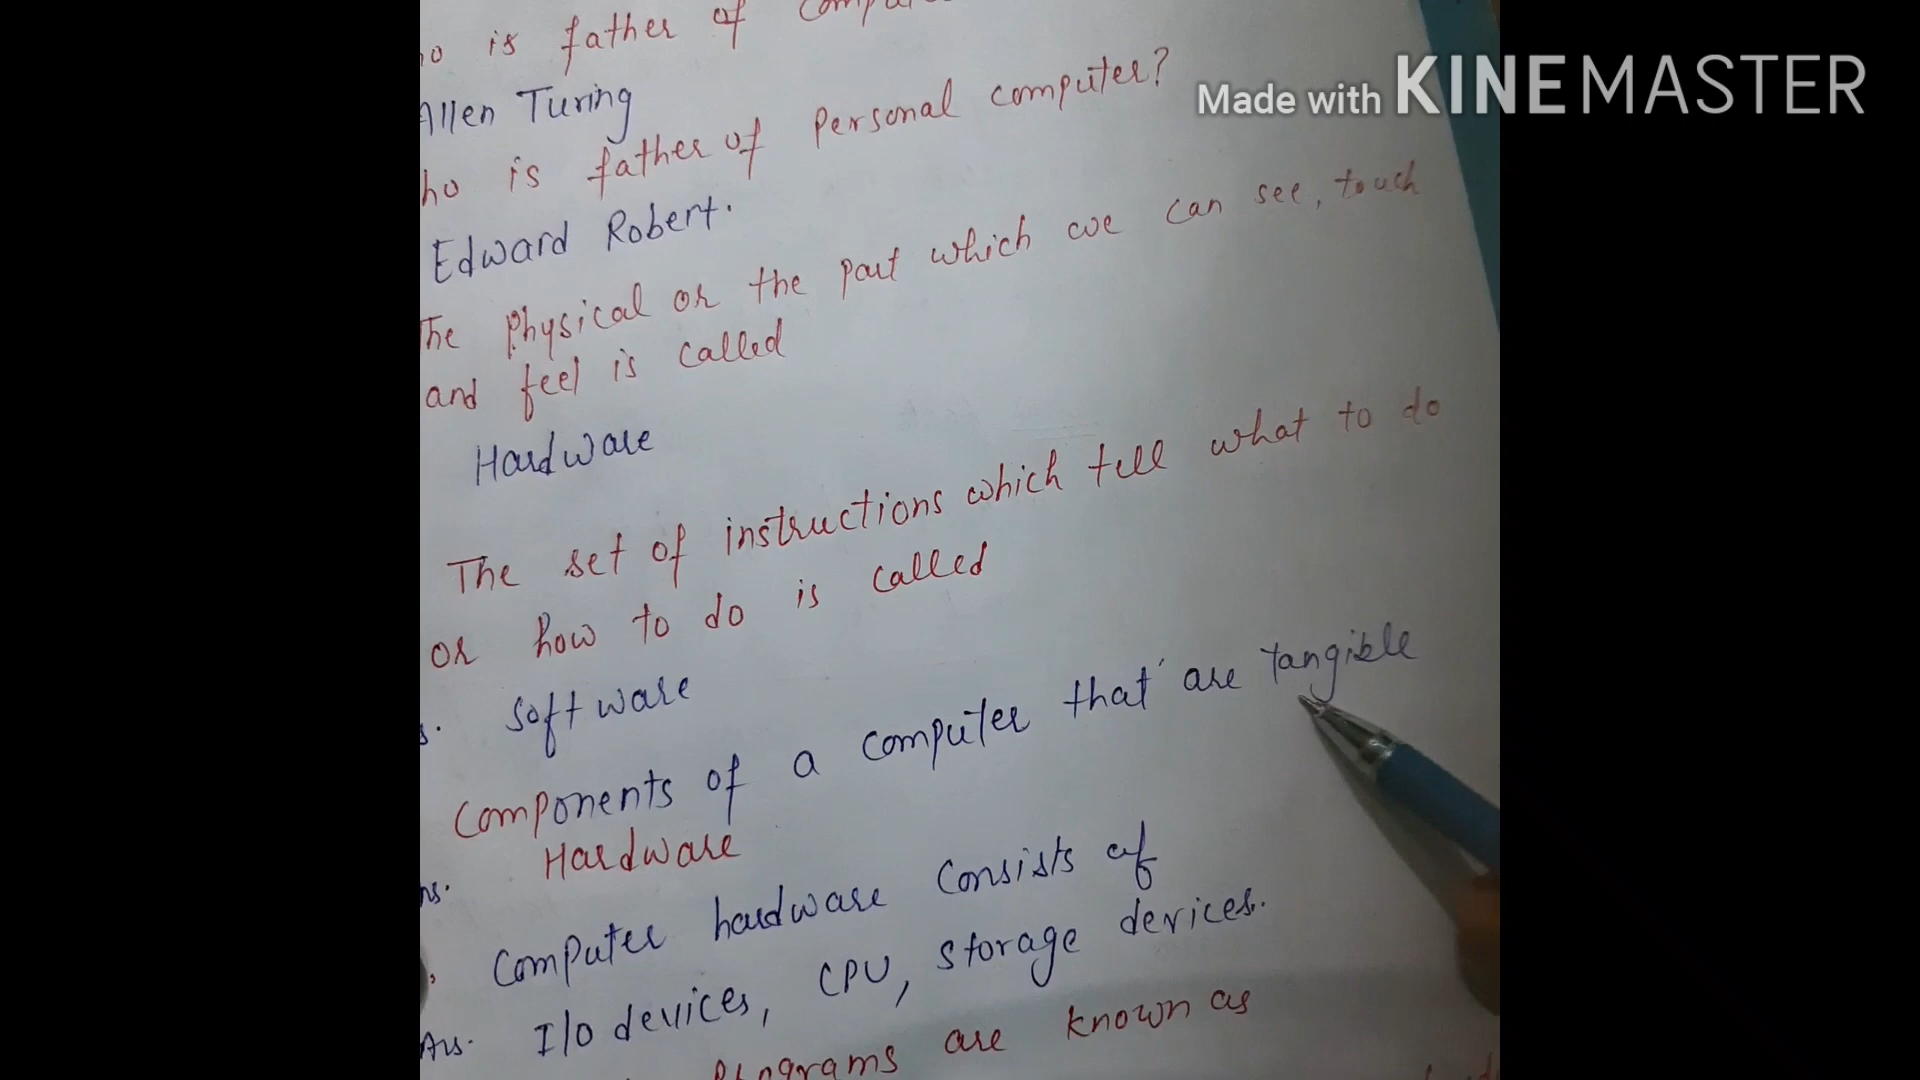 ho is father of
Allen Turing
ho is father of Personal computer?
Edward Robert.
The Physical or the part which we can see, touch
and feel is called
Hardware
The set of instructions which tell what to do
or how to do is called
s. Software
Components of a computer that are tangible
ns. Hardware
Computer hardware consists of
Ans. I/O devices, CPU, storage devices.
are known as
Made with KINEMASTER